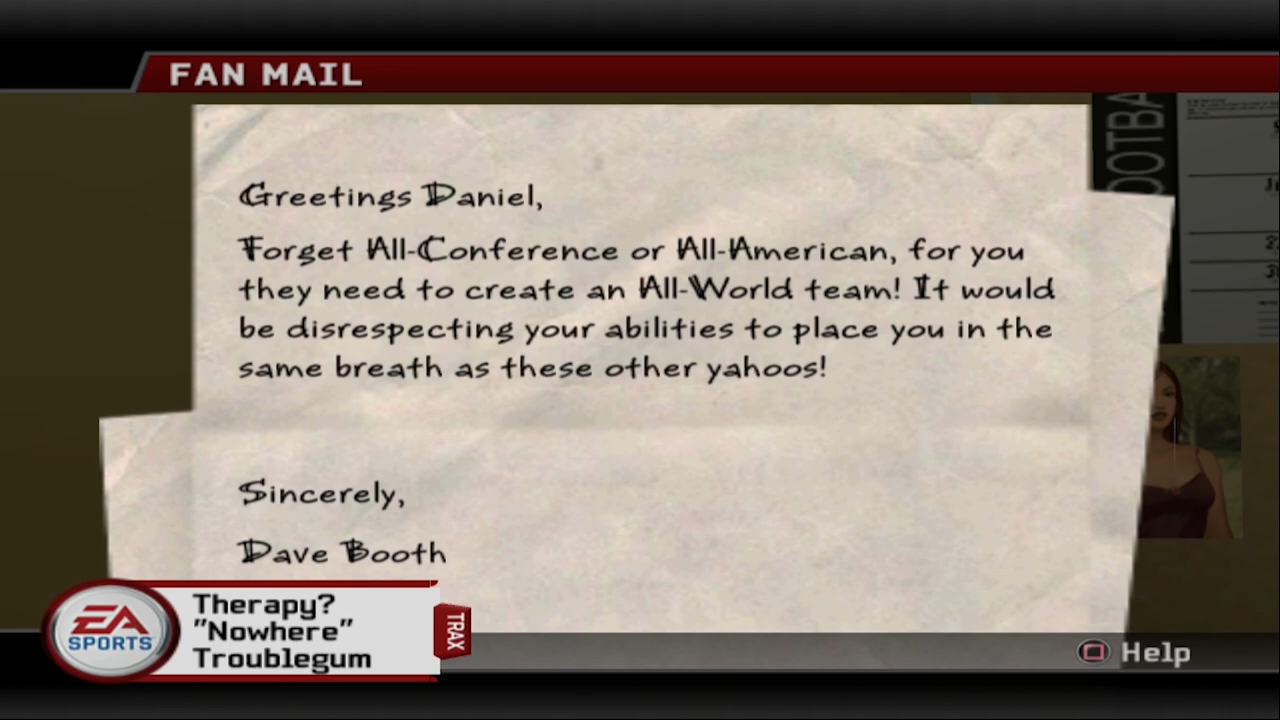 FAN MAIL
Greetings Daniel,
Forget All-Conference or All-American, for you
they need to create an All-World team! It would
be disrespecting your abilities to place you in the
same breath as these other yahoos!
Sincerely,
Dave Booth
EA
SPORTS
Therapy?
"Nowhere"
Troublegum
TRAX
Help